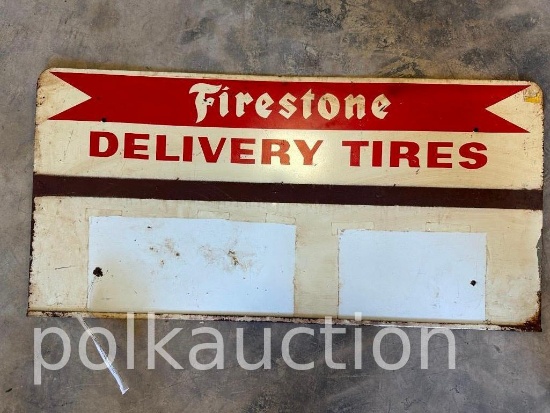 Firestone
DELIVERY TIRES
polkauction